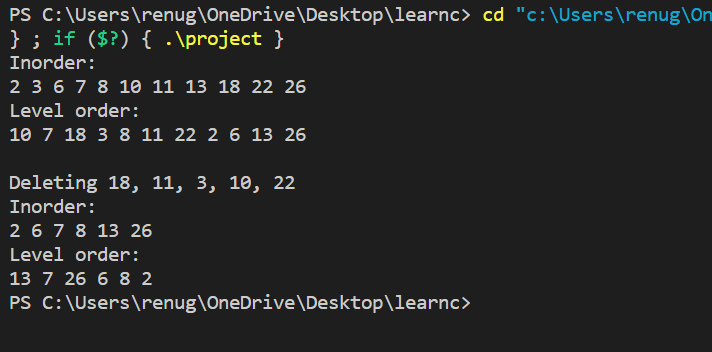 PS C:\Users\renug\OneDrive\Desktop\learnc> cd "c:\Users\renug\On
} ; if ($?) { .\project }
Inorder:
2 3 6 7 8 10 11 13 18 22 26
Level order:
10 7 18 3 8 11 22 2 6 13 26
Deleting 18, 11, 3, 10, 22
Inorder:
2 6 7 8 13 26
Level order:
13 7 26 6 8 2
PS C:\Users\renug\OneDrive\Desktop\learnc>